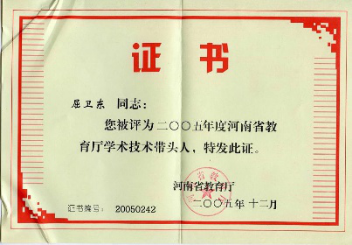 证书
屈卫东 同志：
您被评为二〇〇五年度河南省教
育厅学术技术带头人，特发此证。
河南省教育厅
二〇〇五年十二月
证书编号： 20050242